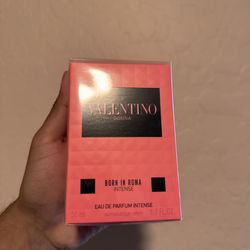 VALENTINO
DONNA
BORN IN ROMA
INTENSE
EAU DE PARFUM INTENSE